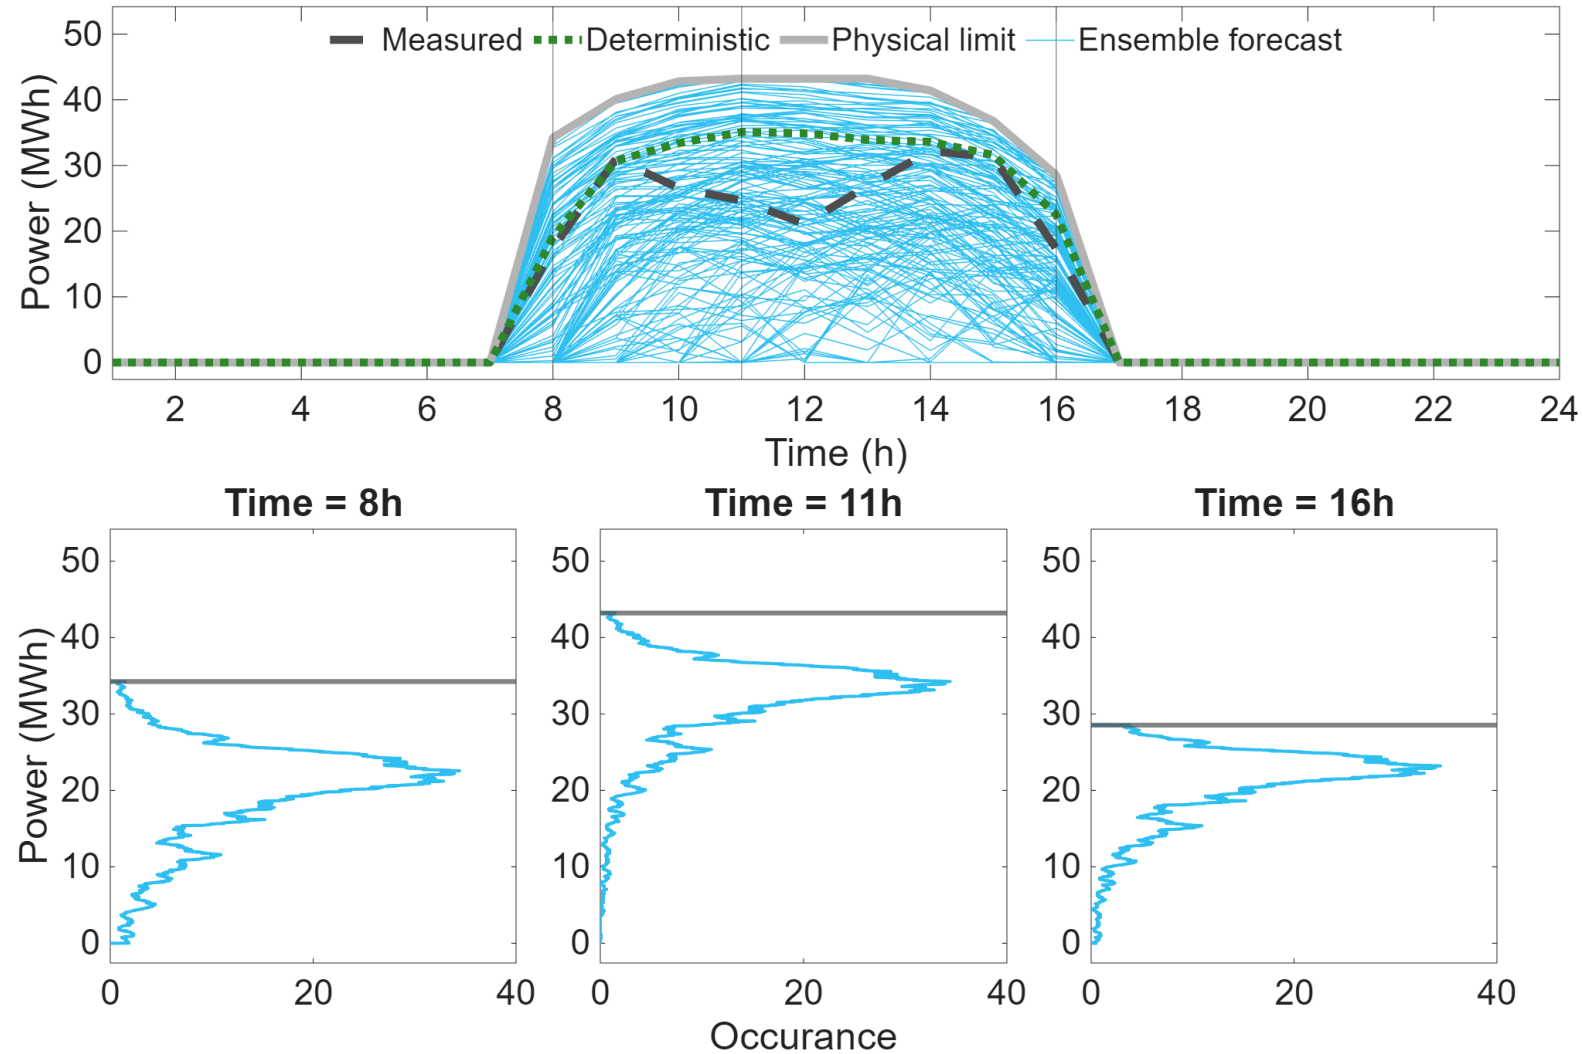 Power (MWh)
50
40
30
20
10
0
Measured Deterministic Physical limit Ensemble forecast
2 4 6 8 10 12 14 16 18 20 22 24
Time (h)
Power (MWh)
Time = 8h
50
40
30
20
10
0
0 20 40
Time = 11h
50
40
30
20
10
0
0 20 40
Time = 16h
50
40
30
20
10
0
0 20 40
Occurance